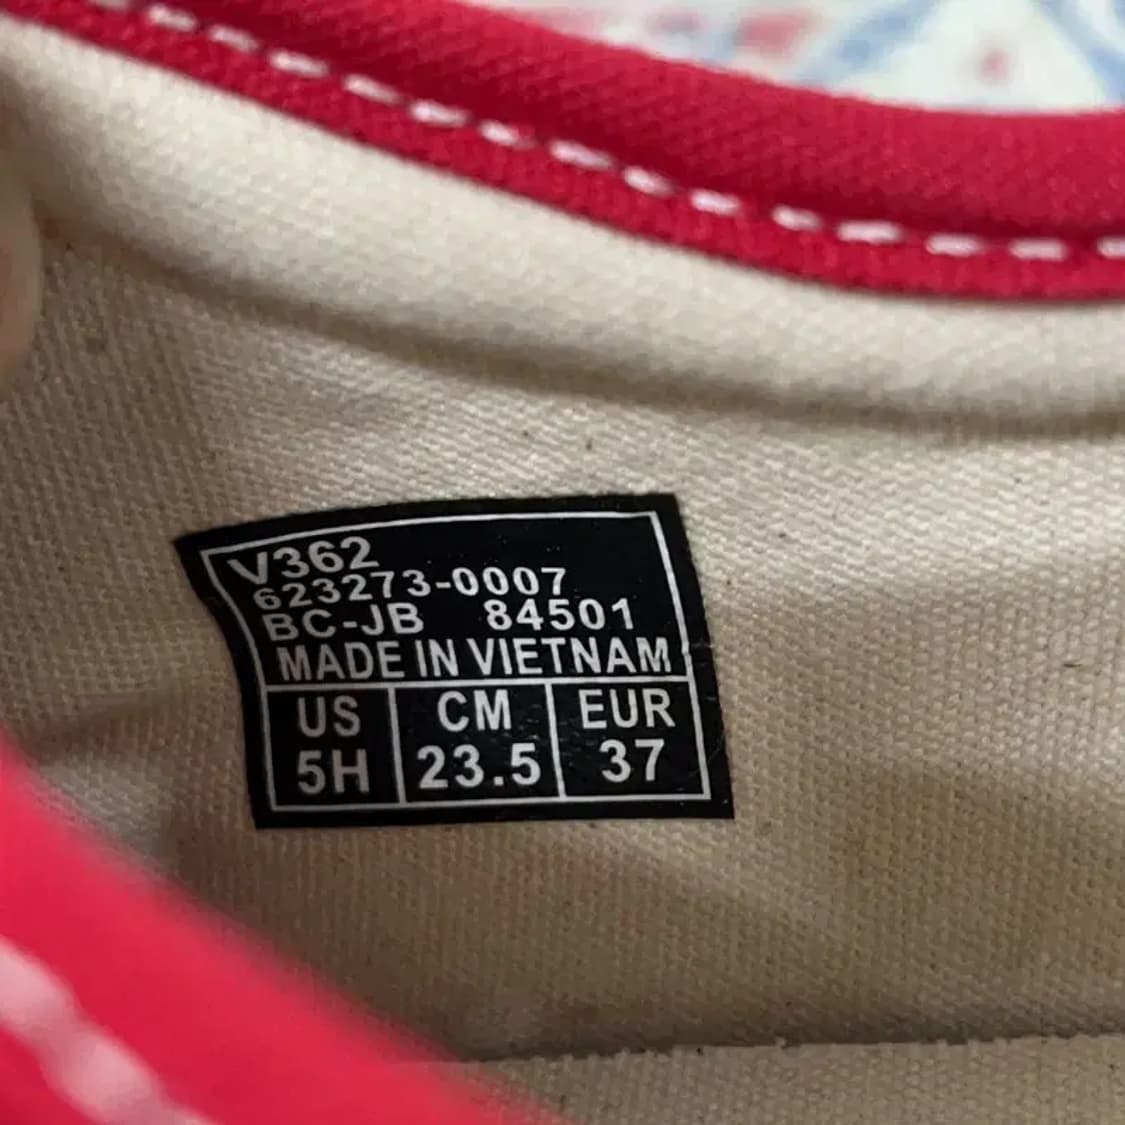 V362
623273-0007
BC-JB 84501
MADE IN VIETNAM
US CM EUR
5H 23.5 37